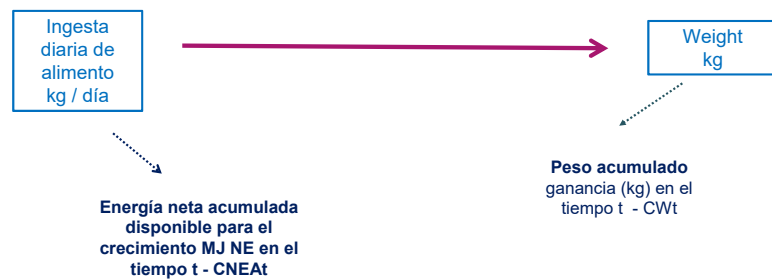 Ingesta
diaria de
alimento
kg / día
Weight
kg
Energía neta acumulada
disponible para el
crecimiento MJ NE en el
tiempo t - CNEAt
Peso acumulado
ganancia (kg) en el
tiempo t - CWt